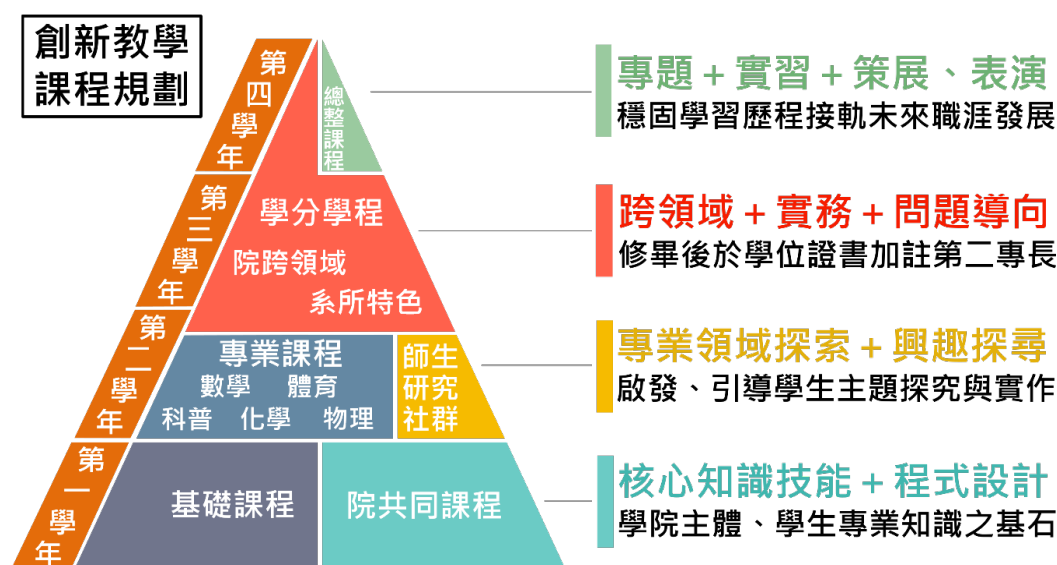 創新教學
課程規劃
第四學年
總整課程
專題 + 實習 + 策展、表演
穩固學習歷程接軌未來職涯發展
第三學年
學分學程
院跨領域
系所特色
跨領域 + 實務 + 問題導向
修畢後於學位證書加註第二專長
第二學年
專業課程
數學 體育
科普 化學 物理
師生
研究
社群
專業領域探索 + 興趣探尋
啟發、引導學生主題探究與實作
第一學年
基礎課程
院共同課程
核心知識技能 + 程式設計
學院主體、學生專業知識之基石